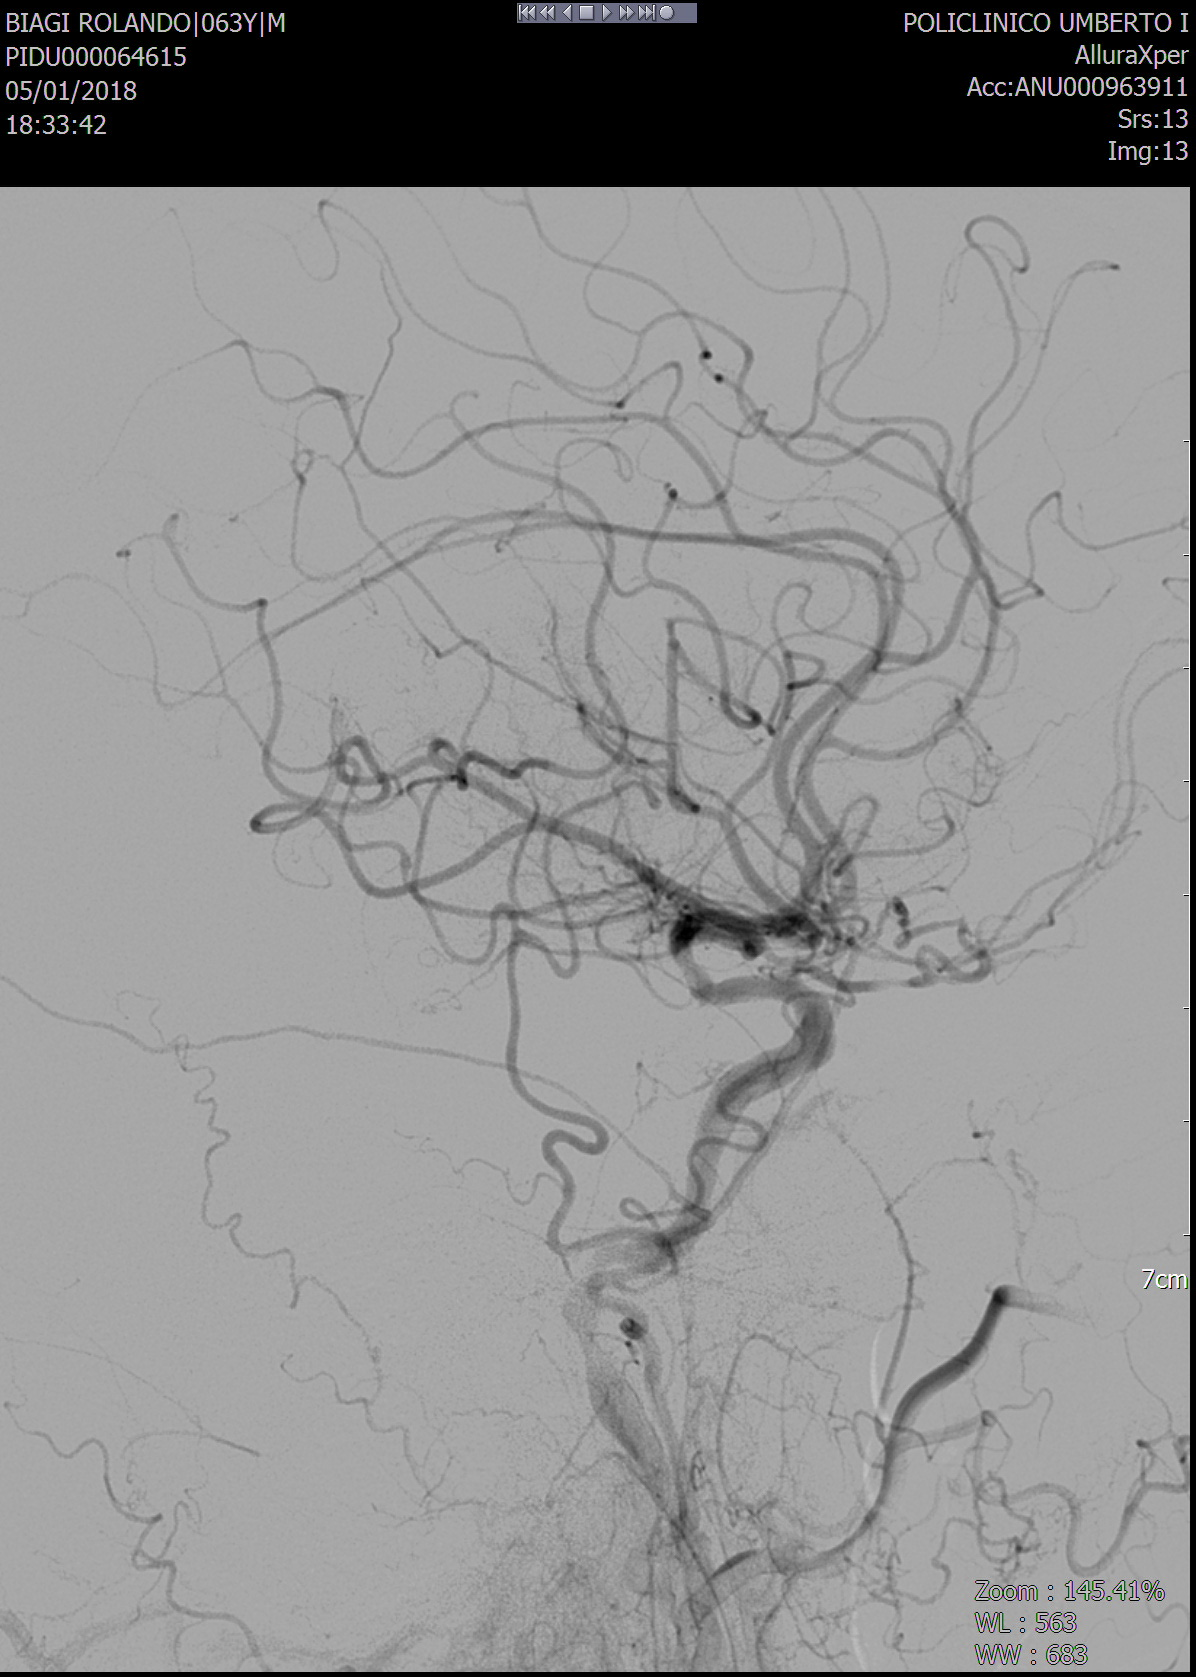 BIAGI ROLANDO|063Y|M
PIDU000064615
05/01/2018
18:33:42
POLICLINICO UMBERTO I
AlluraXper
Acc:ANU000963911
Srs:13
Img:13
7cm
Zoom : 145.41%
WL : 563
WW : 683